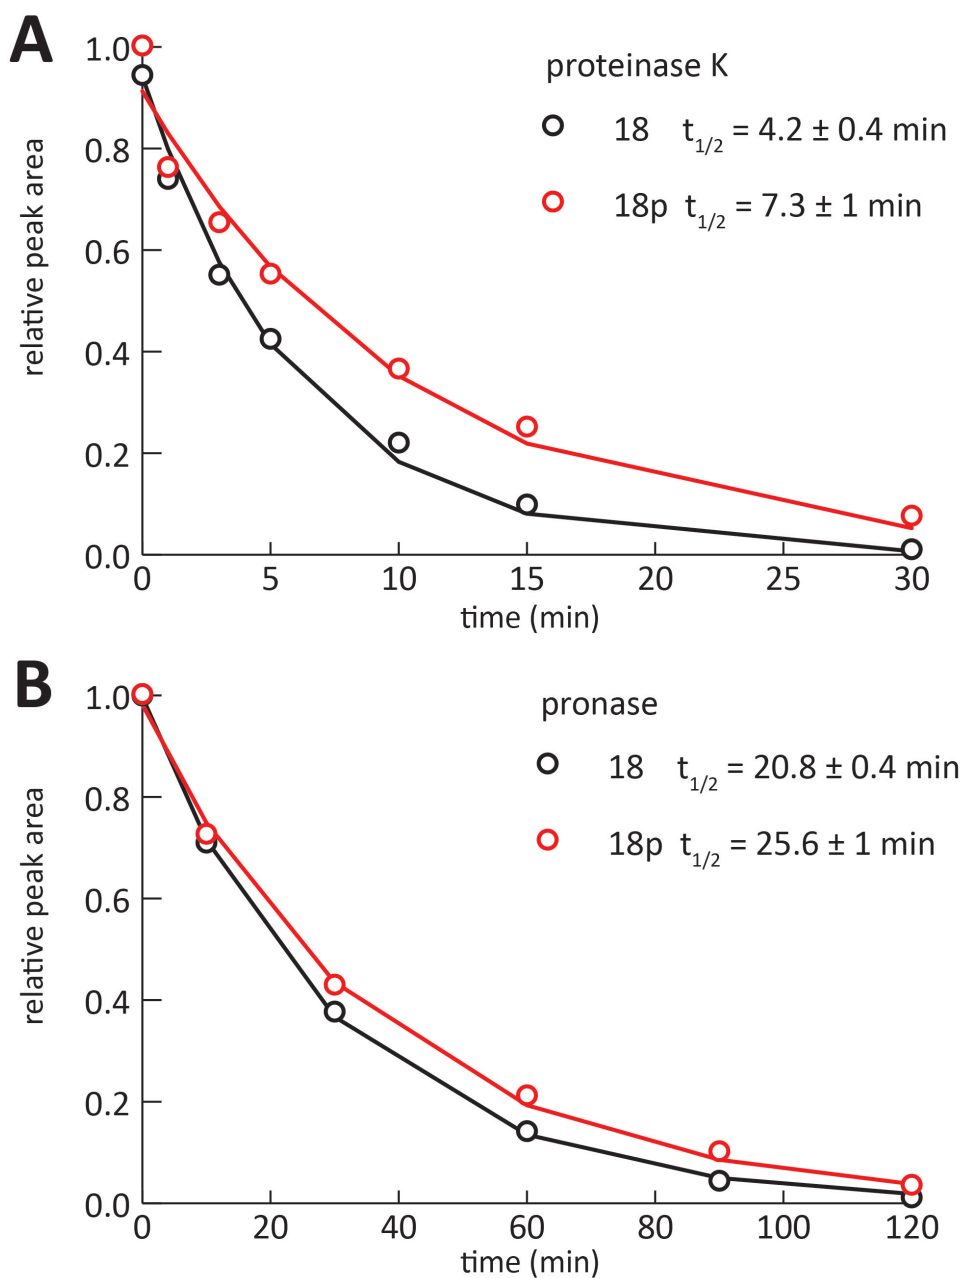 A
proteinase K
18 t1/2 = 4.2 ± 0.4 min
18p t1/2 = 7.3 ± 1 min
relative peak area
1.0
0.8
0.6
0.4
0.2
0.0
0 5 10 15 20 25 30
time (min)
B
pronase
18 t1/2 = 20.8 ± 0.4 min
18p t1/2 = 25.6 ± 1 min
relative peak area
1.0
0.8
0.6
0.4
0.2
0.0
0 20 40 60 80 100 120
time (min)